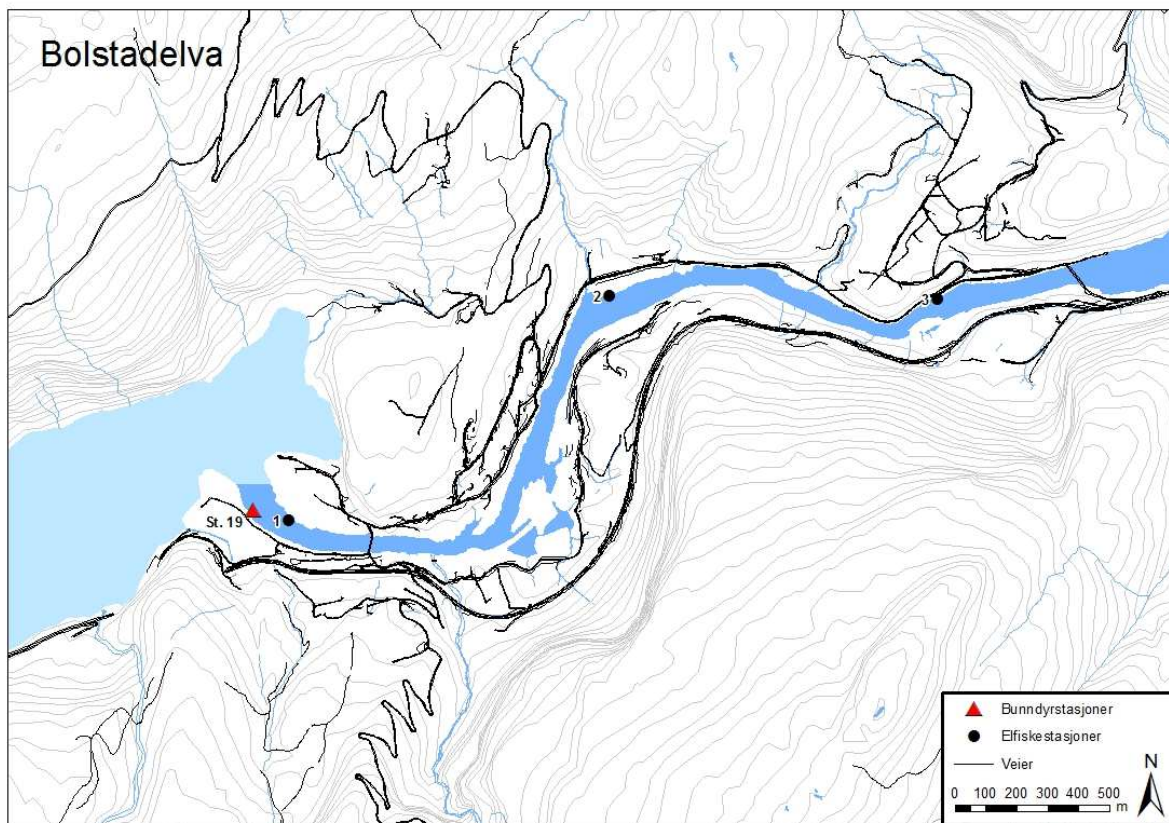 Bolstadelva
2
3
St. 19
1
Bunndyrstasjoner
Elfiskestasjoner
Veier
N
0 100 200 300 400 500
m